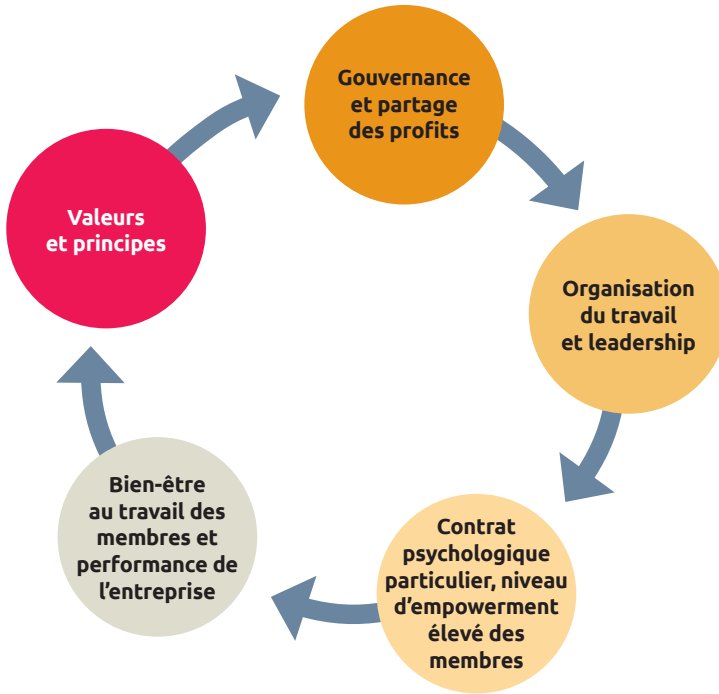 Gouvernance
et partage
des profits
Valeurs
et principes
Organisation
du travail
et leadership
Contrat
psychologique
particulier, niveau
d’empowerment
élevé des
membres
Bien-être
au travail des
membres et
performance de
l’entreprise